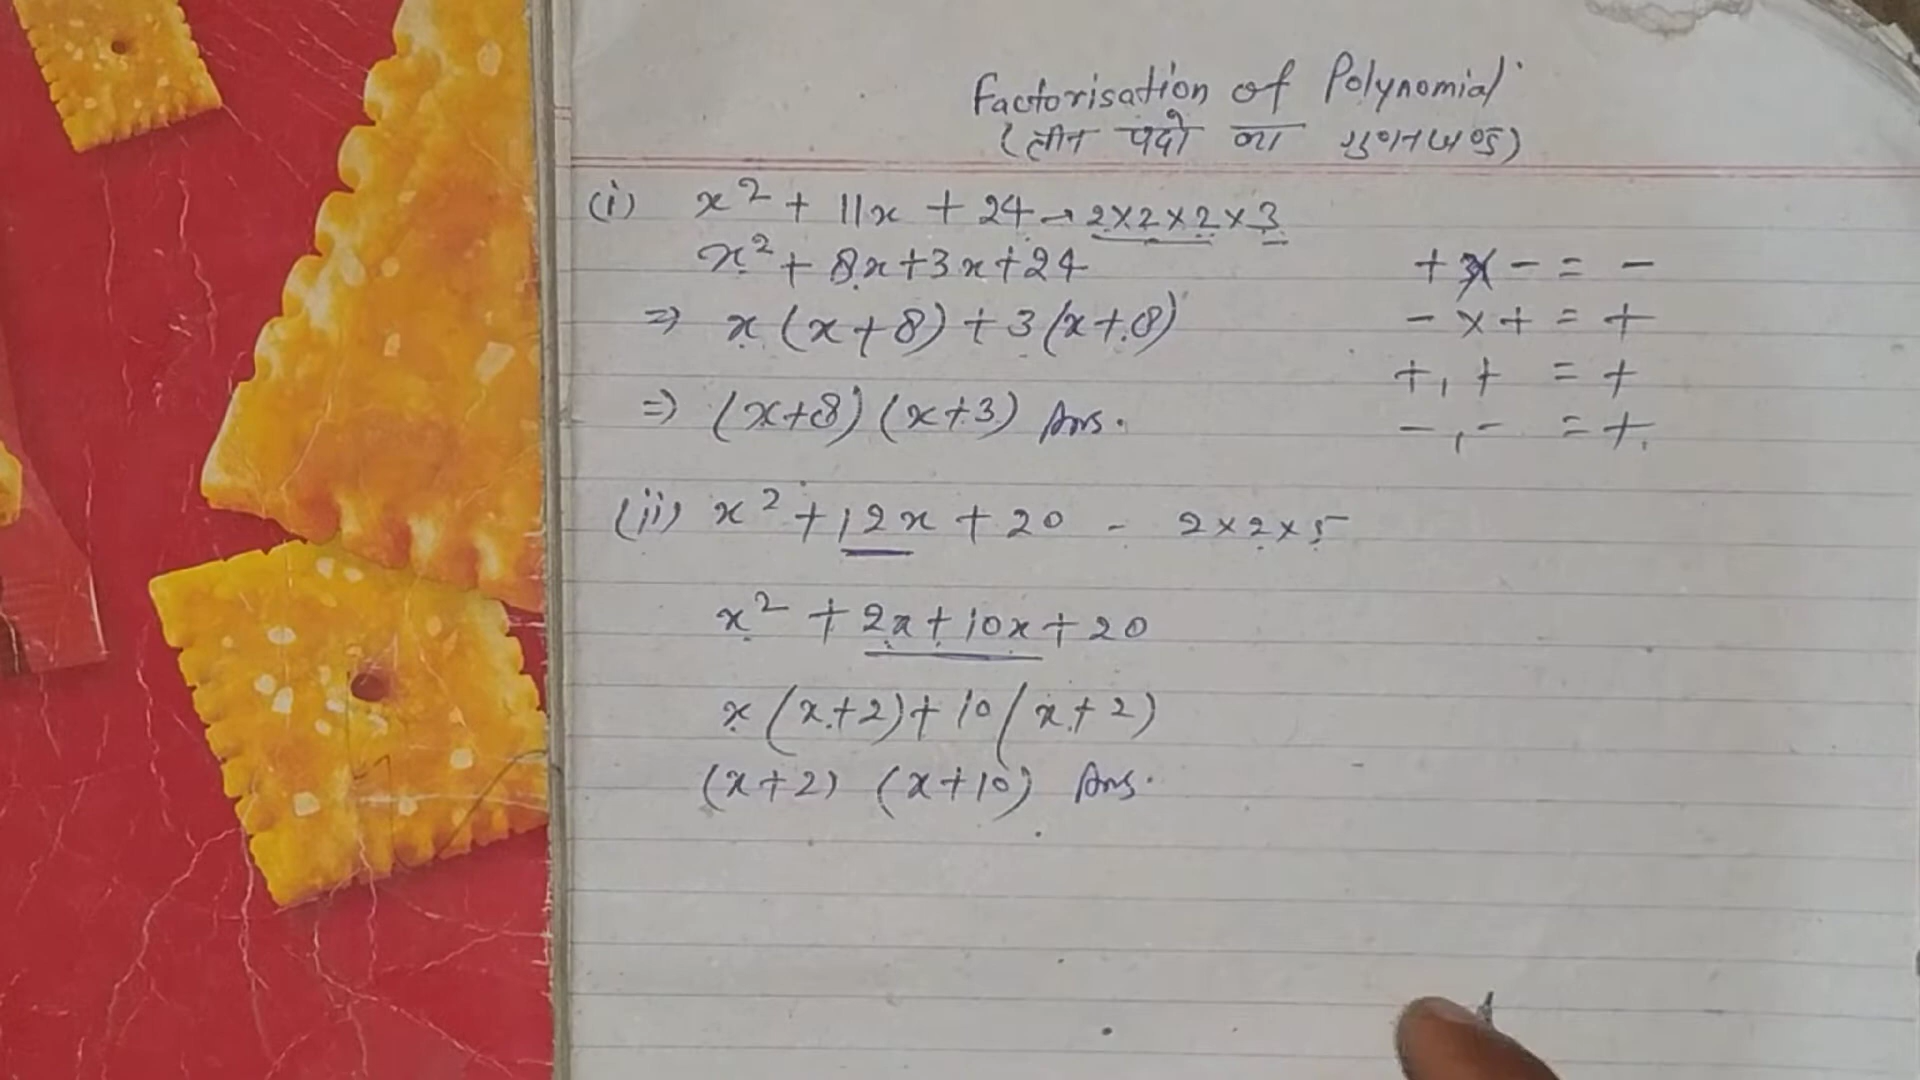 Factorisation of Polynomial
(तीन पदो का गुणनखण्ड)
(i) x² + 11x + 24 → 2×2×2×3
x² + 8x + 3x + 24
⇒ x(x+8) + 3(x+8)
⇒ (x+8)(x+3) Ans.
+ × - = -
- × + = +
+, + = +
-, - = +
(ii) x² + 12x + 20 - 2×2×5
x² + 2x + 10x + 20
x(x+2) + 10(x+2)
(x+2) (x+10) Ans.